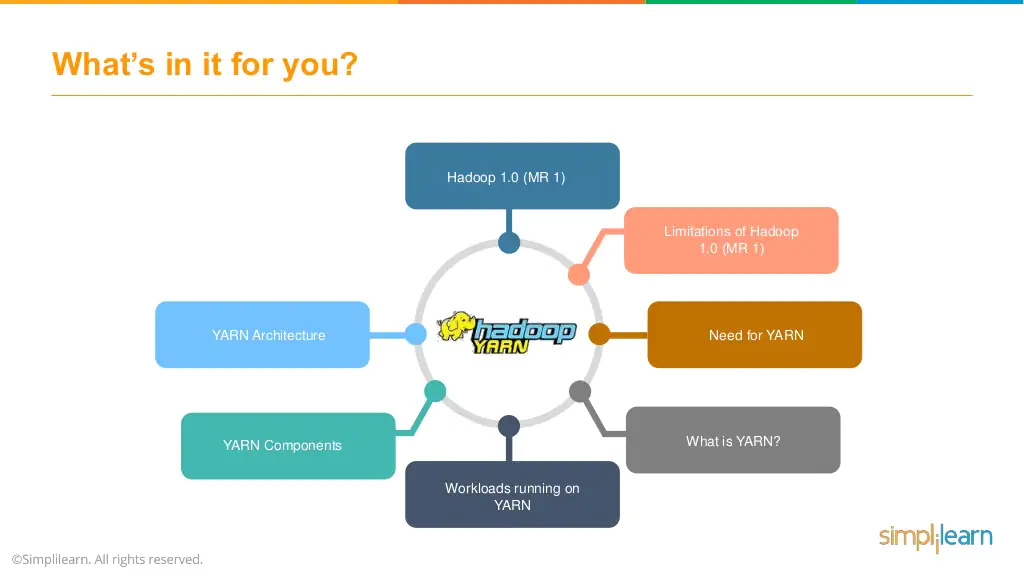 What’s in it for you?
Hadoop 1.0 (MR 1)
Limitations of Hadoop
1.0 (MR 1)
Need for YARN
What is YARN?
Workloads running on
YARN
YARN Components
YARN Architecture
hadoop
YARN
©Simplilearn. All rights reserved.
simplilearn